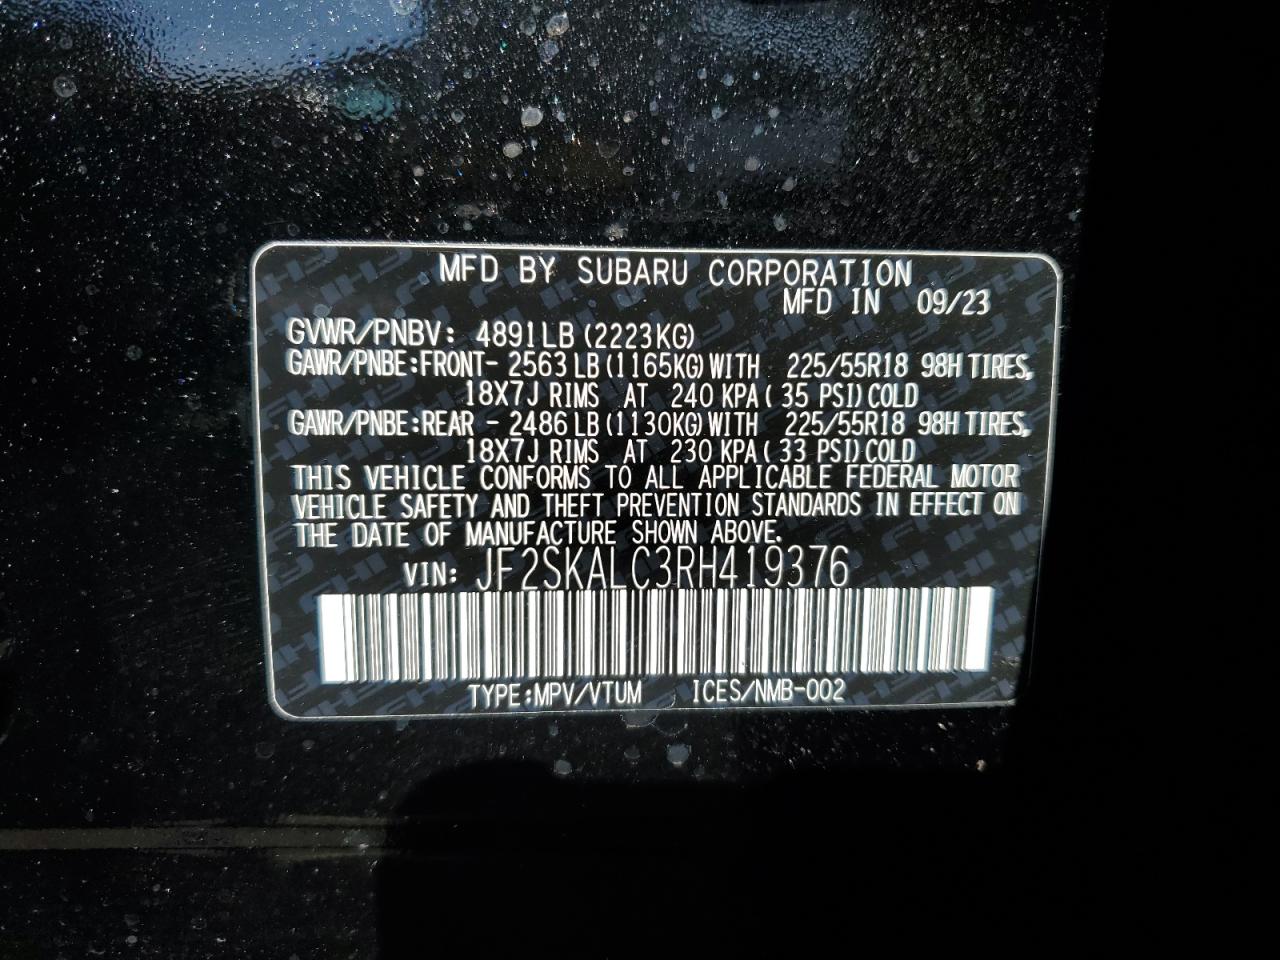 MFD BY SUBARU CORPORATION
MFD IN 09/23
GVWR/PNBV: 4891LB (2223KG)
GAWR/PNBE:FRONT- 2563LB (1165KG) WITH 225/55R18 98H TIRES,
18X7J RIMS AT 240 KPA ( 35 PSI) COLD
GAWR/PNBE:REAR - 2486LB (1130KG) WITH 225/55R18 98H TIRES,
18X7J RIMS AT 230 KPA ( 33 PSI) COLD
THIS VEHICLE CONFORMS TO ALL APPLICABLE FEDERAL MOTOR
VEHICLE SAFETY AND THEFT PREVENTION STANDARDS IN EFFECT ON
THE DATE OF MANUFACTURE SHOWN ABOVE.
VIN: JF2SKALC3RH419376
TYPE:MPV/VTUM ICES/NMB-002